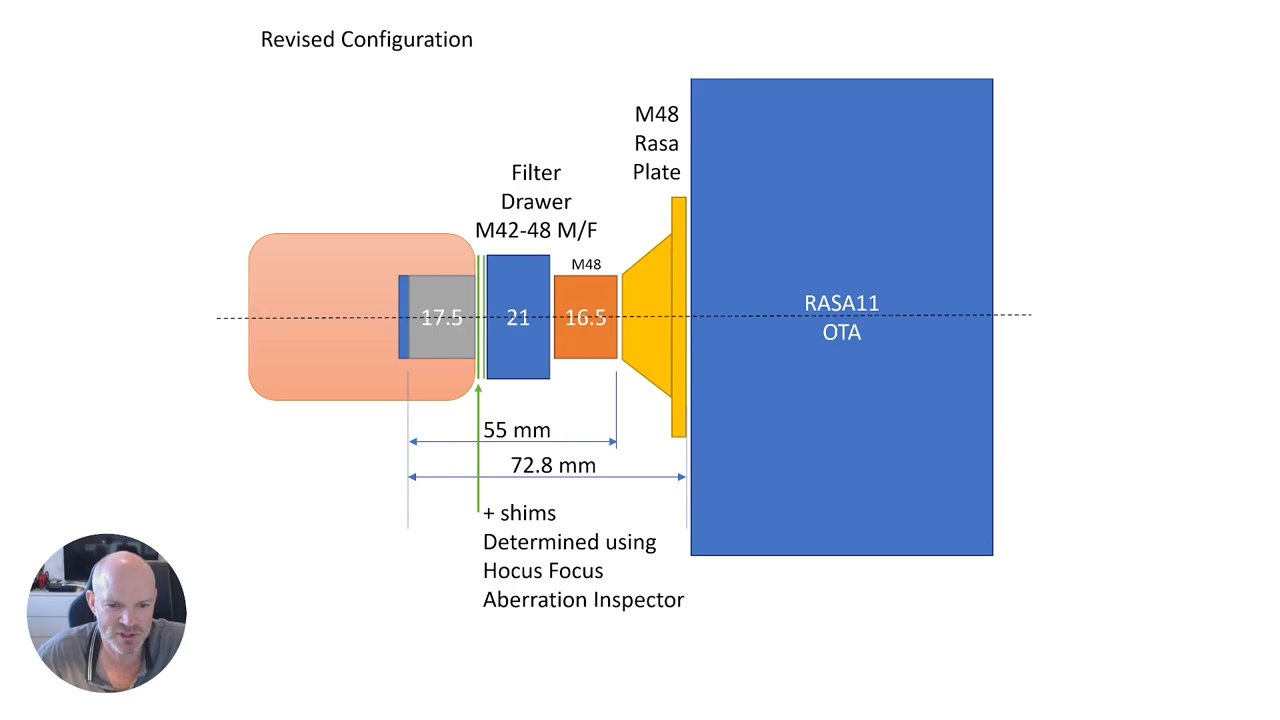 Revised Configuration
M48
Rasa
Plate
Filter
Drawer
M42-48 M/F
M48
17.5
21
16.5
RASA11
OTA
55 mm
72.8 mm
+ shims
Determined using
Hocus Focus
Aberration Inspector